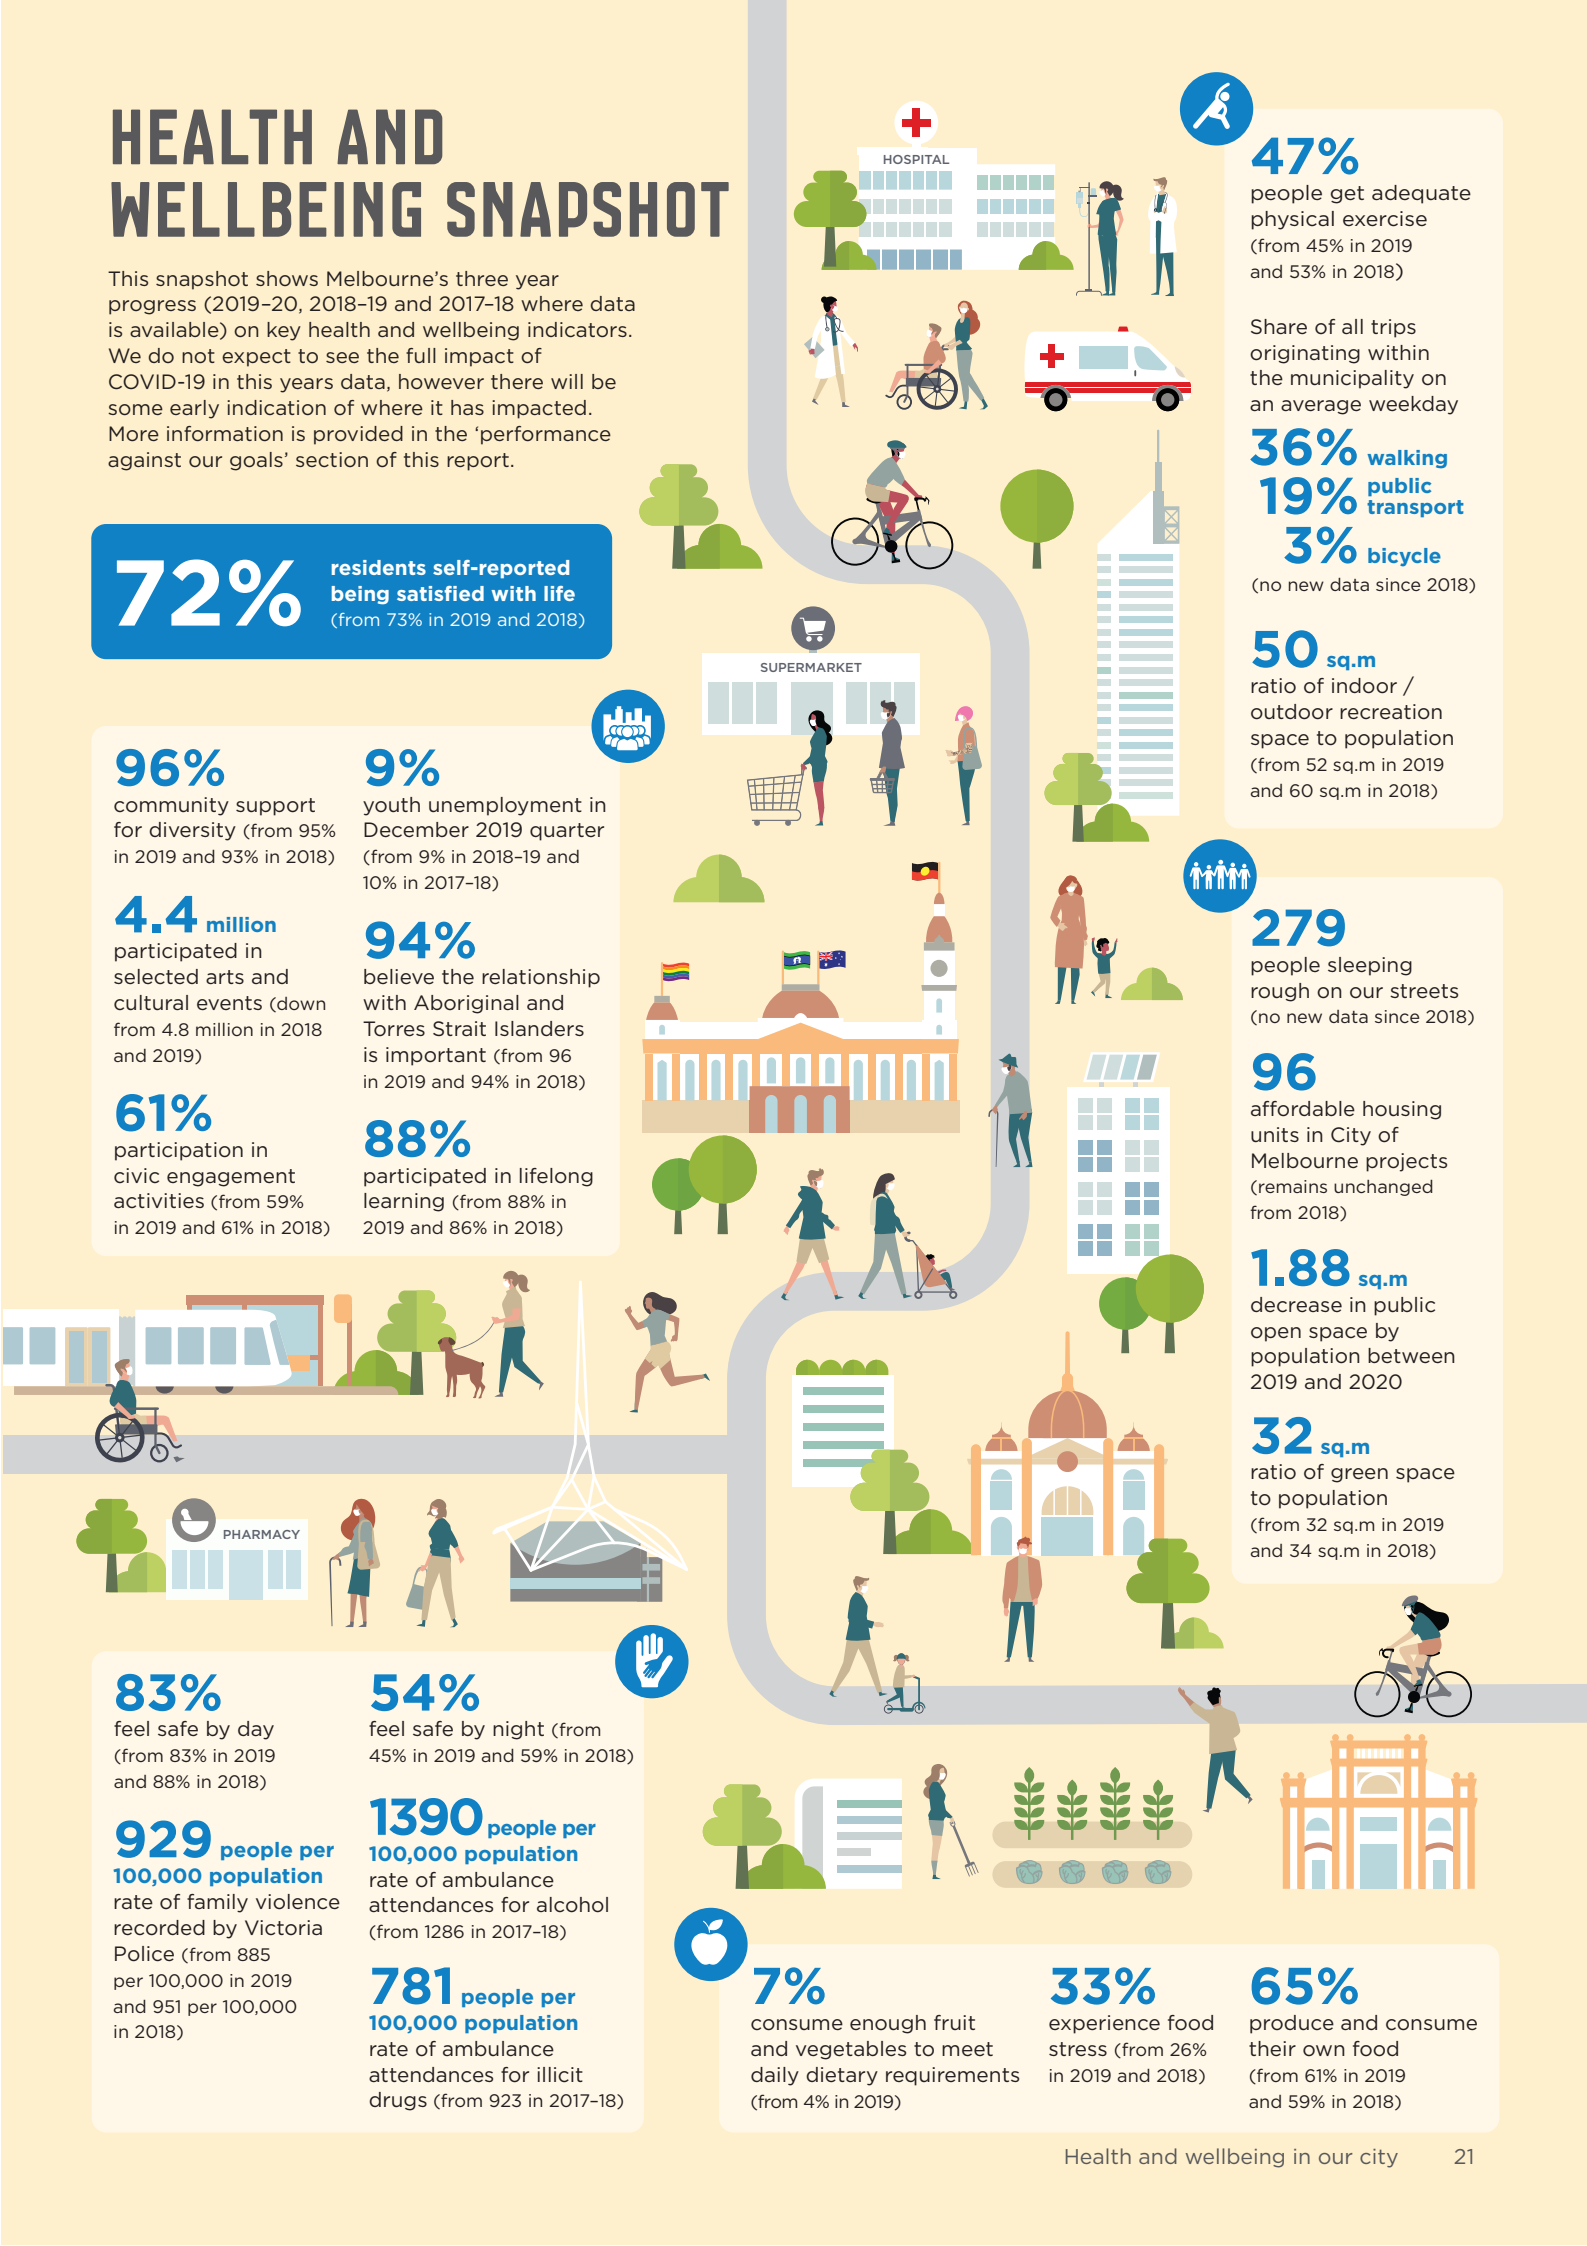 HEALTH AND
WELLBEING SNAPSHOT
This snapshot shows Melbourne's three year
progress (2019–20, 2018–19 and 2017–18 where data
is available) on key health and wellbeing indicators.
We do not expect to see the full impact of
COVID-19 in this years data, however there will be
some early indication of where it has impacted.
More information is provided in the 'performance
against our goals' section of this report.
72%
residents self-reported
being satisfied with life
(from 73% in 2019 and 2018)
96%
community support
for diversity (from 95%
in 2019 and 93% in 2018)
4.4 million
participated in
selected arts and
cultural events (down
from 4.8 million in 2018
and 2019)
61%
participation in
civic engagement
activities (from 59%
in 2019 and 61% in 2018)
9%
youth unemployment in
December 2019 quarter
(from 9% in 2018–19 and
10% in 2017–18)
94%
believe the relationship
with Aboriginal and
Torres Strait Islanders
is important (from 96
in 2019 and 94% in 2018)
88%
participated in lifelong
learning (from 88% in
2019 and 86% in 2018)
HOSPITAL
SUPERMARKET
PHARMACY
47%
people get adequate
physical exercise
(from 45% in 2019
and 53% in 2018)
Share of all trips
originating within
the municipality on
an average weekday
36% walking
19% public
transport
3% bicycle
(no new data since 2018)
50 sq.m
ratio of indoor /
outdoor recreation
space to population
(from 52 sq.m in 2019
and 60 sq.m in 2018)
279
people sleeping
rough on our streets
(no new data since 2018)
96
affordable housing
units in City of
Melbourne projects
(remains unchanged
from 2018)
1.88 sq.m
decrease in public
open space by
population between
2019 and 2020
32 sq.m
ratio of green space
to population
(from 32 sq.m in 2019
and 34 sq.m in 2018)
83%
feel safe by day
(from 83% in 2019
and 88% in 2018)
929 people per
100,000 population
rate of family violence
recorded by Victoria
Police (from 885
per 100,000 in 2019
and 951 per 100,000
in 2018)
54%
feel safe by night (from
45% in 2019 and 59% in 2018)
1390 people per
100,000 population
rate of ambulance
attendances for alcohol
(from 1286 in 2017–18)
781 people per
100,000 population
rate of ambulance
attendances for illicit
drugs (from 923 in 2017–18)
7%
consume enough fruit
and vegetables to meet
daily dietary requirements
(from 4% in 2019)
33%
experience food
stress (from 26%
in 2019 and 2018)
65%
produce and consume
their own food
(from 61% in 2019
and 59% in 2018)
Health and wellbeing in our city 21